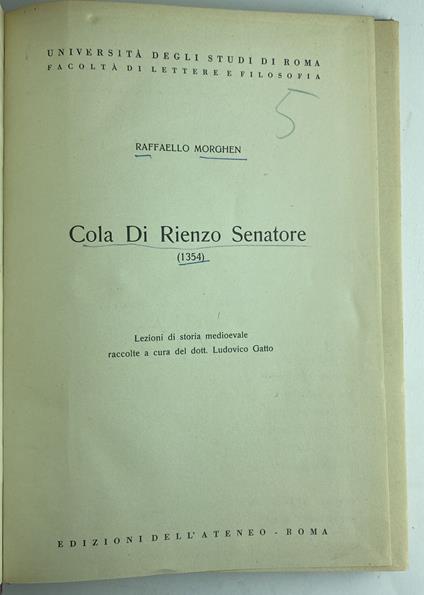 UNIVERSITÀ DEGLI STUDI DI ROMA
FACOLTÀ DI LETTERE E FILOSOFIA
5
RAFFAELLO MORGHEN
Cola Di Rienzo Senatore
(1354)
Lezioni di storia medioevale
raccolte a cura del dott. Ludovico Gatto
EDIZIONI DELL'ATENEO - ROMA